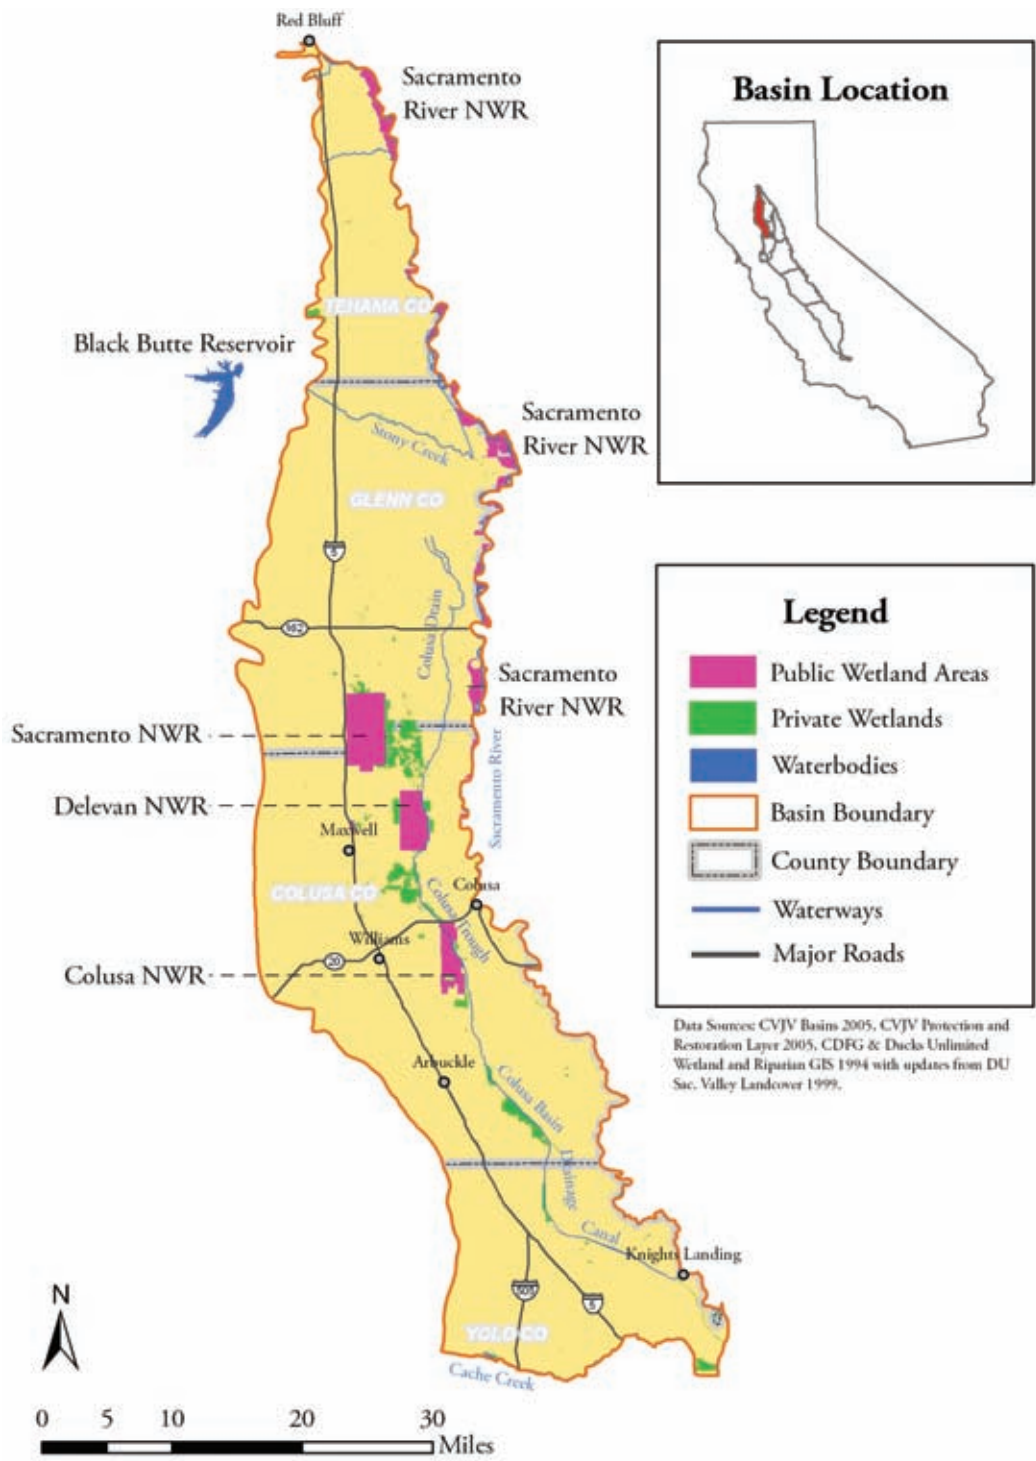 Red Bluff
Sacramento
River NWR
Basin Location
TEHAMA CO
Black Butte Reservoir
Sacramento
River NWR
Stony Creek
GLENN CO
5
Legend
162
Colusa Drain
Sacramento
River NWR
Public Wetland Areas
Private Wetlands
Sacramento NWR
Waterbodies
Sacramento River
Delevan NWR
Basin Boundary
Maxwell
County Boundary
COLUSA CO
Colusa
Colusa Trough
Waterways
Williams
20
Major Roads
Colusa NWR
Data Sources: CVJV Basins 2005, CVJV Protection and
Restoration Layer 2005, CDFG & Ducks Unlimited
Wetland and Riparian GIS 1994 with updates from DU
Sac. Valley Landcover 1999.
Arbuckle
Colusa Basin
Drainage
Canal
Knights Landing
505
5
N
YOLO CO
Cache Creek
0 5 10 20 30
Miles